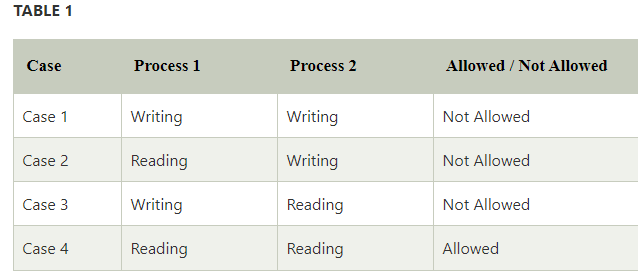 TABLE 1
Case Process 1 Process 2 Allowed / Not Allowed
Case 1 Writing Writing Not Allowed
Case 2 Reading Writing Not Allowed
Case 3 Writing Reading Not Allowed
Case 4 Reading Reading Allowed